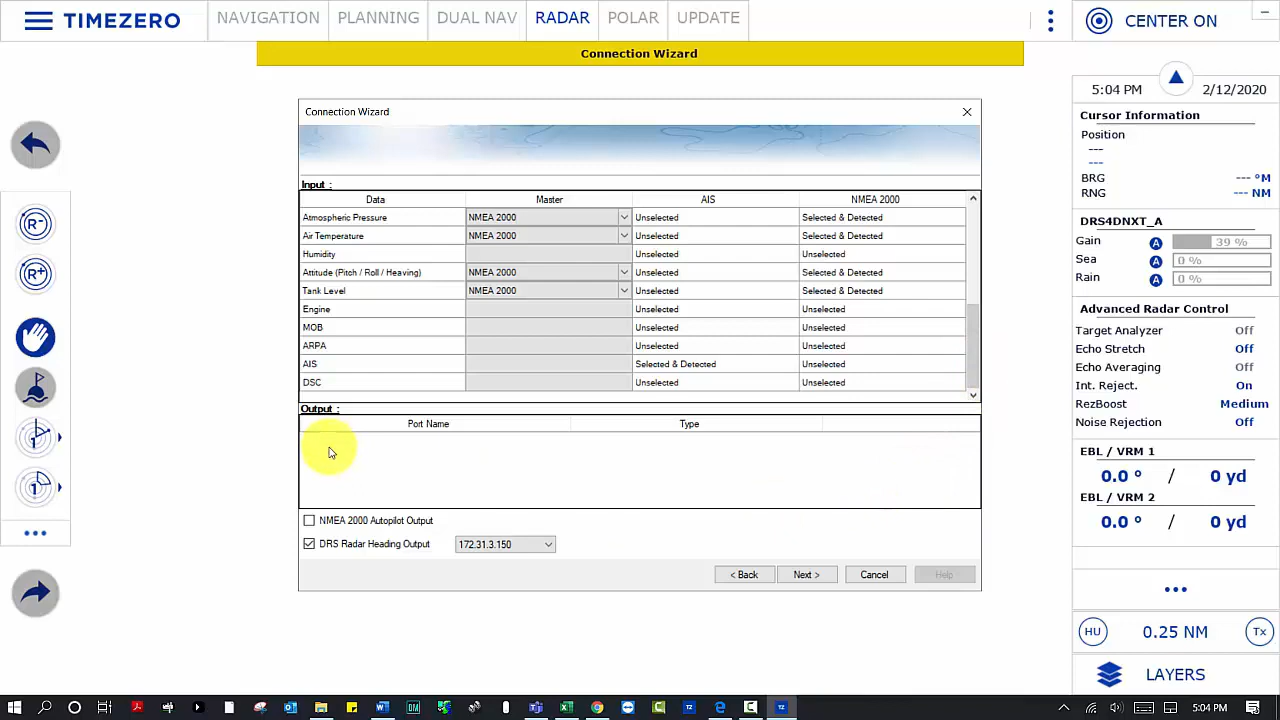 TIMEZERO
NAVIGATION
PLANNING
DUAL NAV
RADAR
POLAR
UPDATE
CENTER ON
Connection Wizard
Connection Wizard
Input :
Data Master AIS NMEA 2000
Atmospheric Pressure NMEA 2000 Unselected Selected & Detected
Air Temperature NMEA 2000 Unselected Selected & Detected
Humidity Unselected Unselected
Attitude (Pitch / Roll / Heaving) NMEA 2000 Unselected Selected & Detected
Tank Level NMEA 2000 Unselected Selected & Detected
Engine Unselected Unselected
MOB Unselected Unselected
ARPA Unselected Unselected
AIS Selected & Detected Unselected
DSC Unselected Unselected
Output :
Port Name Type
NMEA 2000 Autopilot Output
DRS Radar Heading Output 172.31.3.150
< Back Next > Cancel Help
R-
R+
1
1
5:04 PM 2/12/2020
Cursor Information
Position
---
---
BRG --- °M
RNG --- NM
DRS4DNXT_A
Gain A 39 %
Sea A 0 %
Rain A 0 %
Advanced Radar Control
Target Analyzer Off
Echo Stretch Off
Echo Averaging Off
Int. Reject. On
RezBoost Medium
Noise Rejection Off
EBL / VRM 1
0.0 ° / 0 yd
EBL / VRM 2
0.0 ° / 0 yd
HU 0.25 NM Tx
LAYERS
5:04 PM